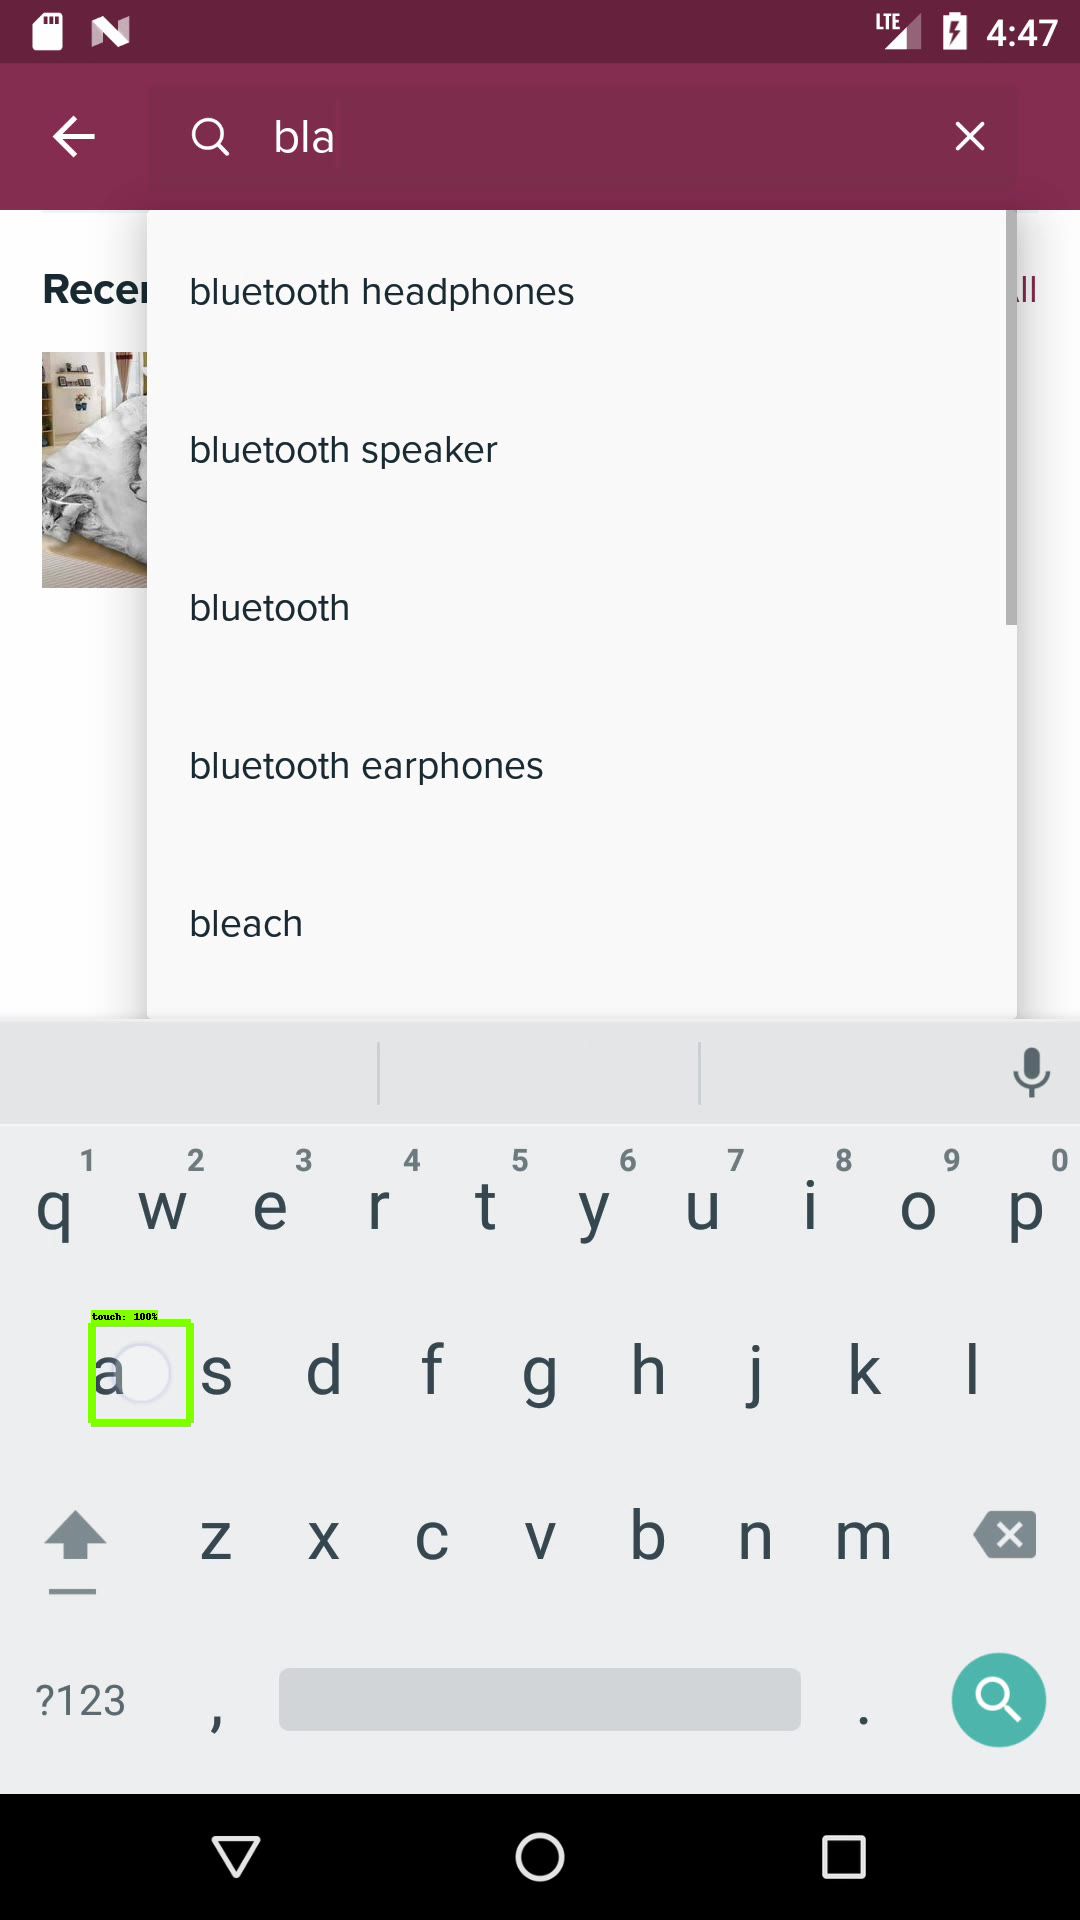 LTE 4:47
bla
Recen
ll
bluetooth headphones
bluetooth speaker
bluetooth
bluetooth earphones
bleach
1 2 3 4 5 6 7 8 9 0
q w e r t y u i o p
touch: 100%
a s d f g h j k l
z x c v b n m
?123 , .